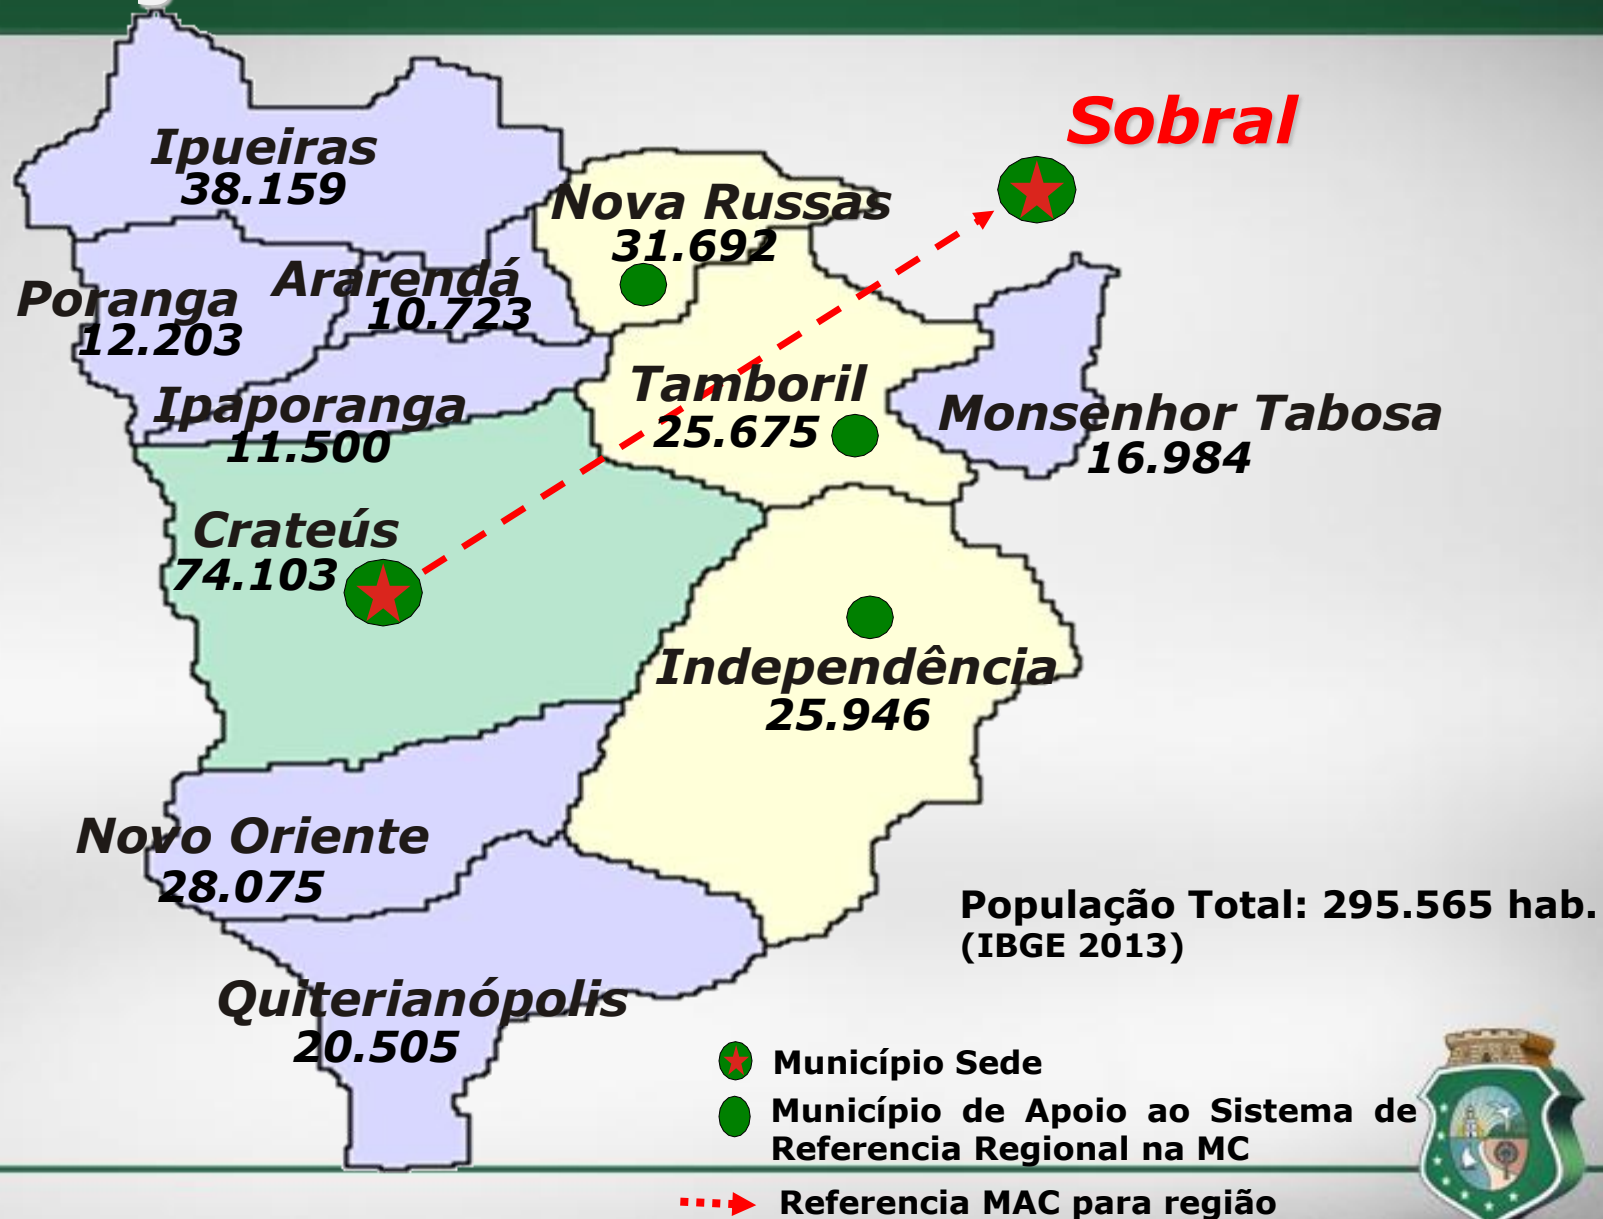 Sobral
Ipueiras
38.159
Nova Russas
31.692
Ararendá
10.723
Poranga
12.203
Tamboril
25.675
Ipaporanga
11.500
Monsenhor Tabosa
16.984
Crateús
74.103
Independência
25.946
Novo Oriente
28.075
População Total: 295.565 hab.
(IBGE 2013)
Quiterianópolis
20.505
Município Sede
Município de Apoio ao Sistema de
Referencia Regional na MC
Referencia MAC para região